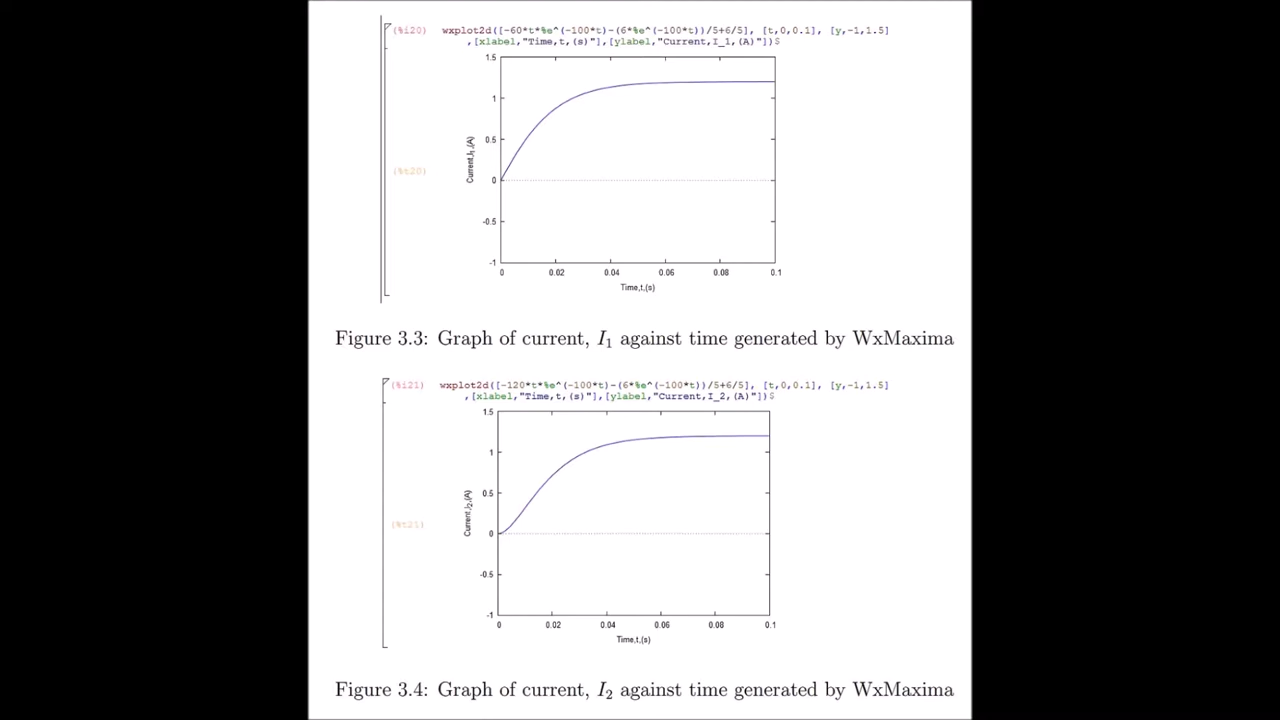 (%i20) wxplot2d([-60*t*%e^(-100*t)-(6*%e^(-100*t))/5+6/5], [t,0,0.1], [y,-1,1.5]
,[xlabel,"Time,t,(s)"],[ylabel,"Current,I_1,(A)"])$
(%t20)
1.5
1
0.5
0
-0.5
-1
Current,I1,(A)
0 0.02 0.04 0.06 0.08 0.1
Time,t,(s)
Figure 3.3: Graph of current, I1 against time generated by WxMaxima
(%i21) wxplot2d([-120*t*%e^(-100*t)-(6*%e^(-100*t))/5+6/5], [t,0,0.1], [y,-1,1.5]
,[xlabel,"Time,t,(s)"],[ylabel,"Current,I_2,(A)"])$
(%t21)
1.5
1
0.5
0
-0.5
-1
Current,I2,(A)
0 0.02 0.04 0.06 0.08 0.1
Time,t,(s)
Figure 3.4: Graph of current, I2 against time generated by WxMaxima